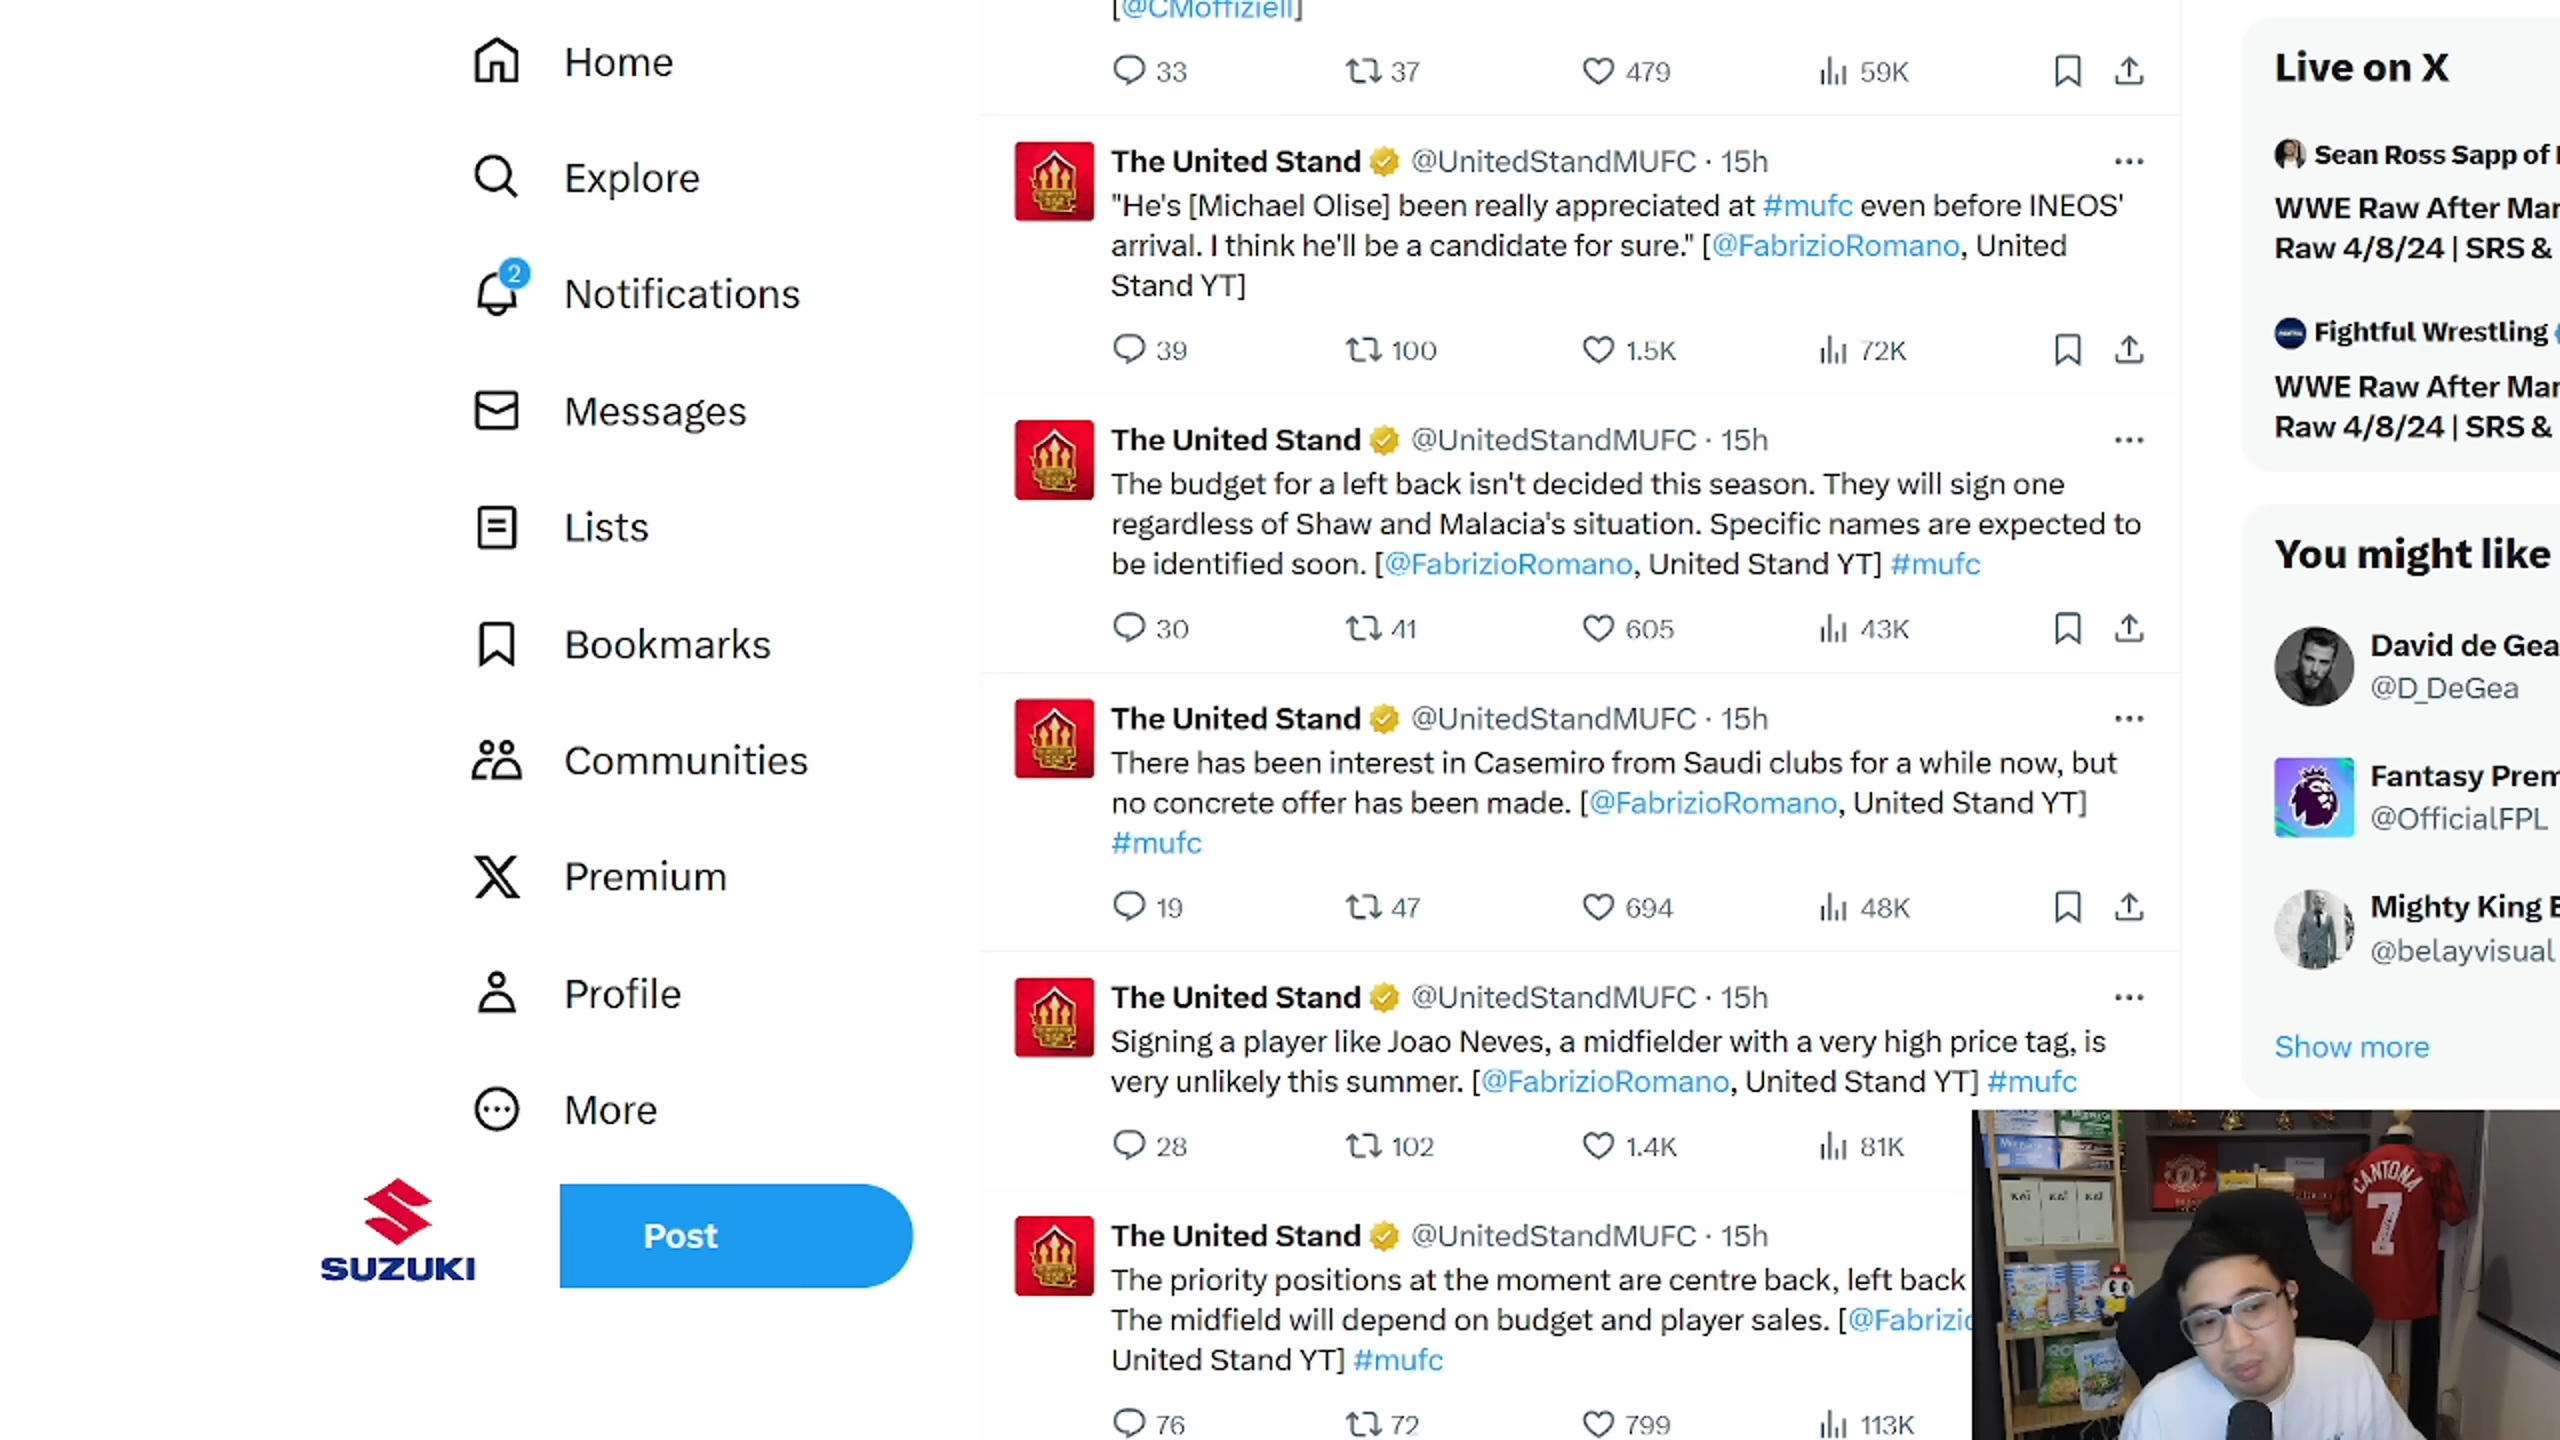 Home
Explore
2
Notifications
Messages
Lists
Bookmarks
Communities
Premium
Profile
More
SUZUKI
Post
[@CMoffiziell]
33 37 479 59K
The United Stand @UnitedStandMUFC · 15h
"He's [Michael Olise] been really appreciated at #mufc even before INEOS'
arrival. I think he'll be a candidate for sure." [@FabrizioRomano, United
Stand YT]
39 100 1.5K 72K
The United Stand @UnitedStandMUFC · 15h
The budget for a left back isn't decided this season. They will sign one
regardless of Shaw and Malacia's situation. Specific names are expected to
be identified soon. [@FabrizioRomano, United Stand YT] #mufc
30 41 605 43K
The United Stand @UnitedStandMUFC · 15h
There has been interest in Casemiro from Saudi clubs for a while now, but
no concrete offer has been made. [@FabrizioRomano, United Stand YT]
#mufc
19 47 694 48K
The United Stand @UnitedStandMUFC · 15h
Signing a player like Joao Neves, a midfielder with a very high price tag, is
very unlikely this summer. [@FabrizioRomano, United Stand YT] #mufc
28 102 1.4K 81K
The United Stand @UnitedStandMUFC · 15h
The priority positions at the moment are centre back, left back
The midfield will depend on budget and player sales. [@Fabrizio
United Stand YT] #mufc
76 72 799 113K
Live on X
Sean Ross Sapp of
WWE Raw After
Raw 4/8/24 | SRS &
Fightful Wrestling
WWE Raw After
Raw 4/8/24 | SRS &
You might like
David de Gea
@D_DeGea
Fantasy
@OfficialFPL
Mighty King
@belayvisual
Show more
CANTONA
7